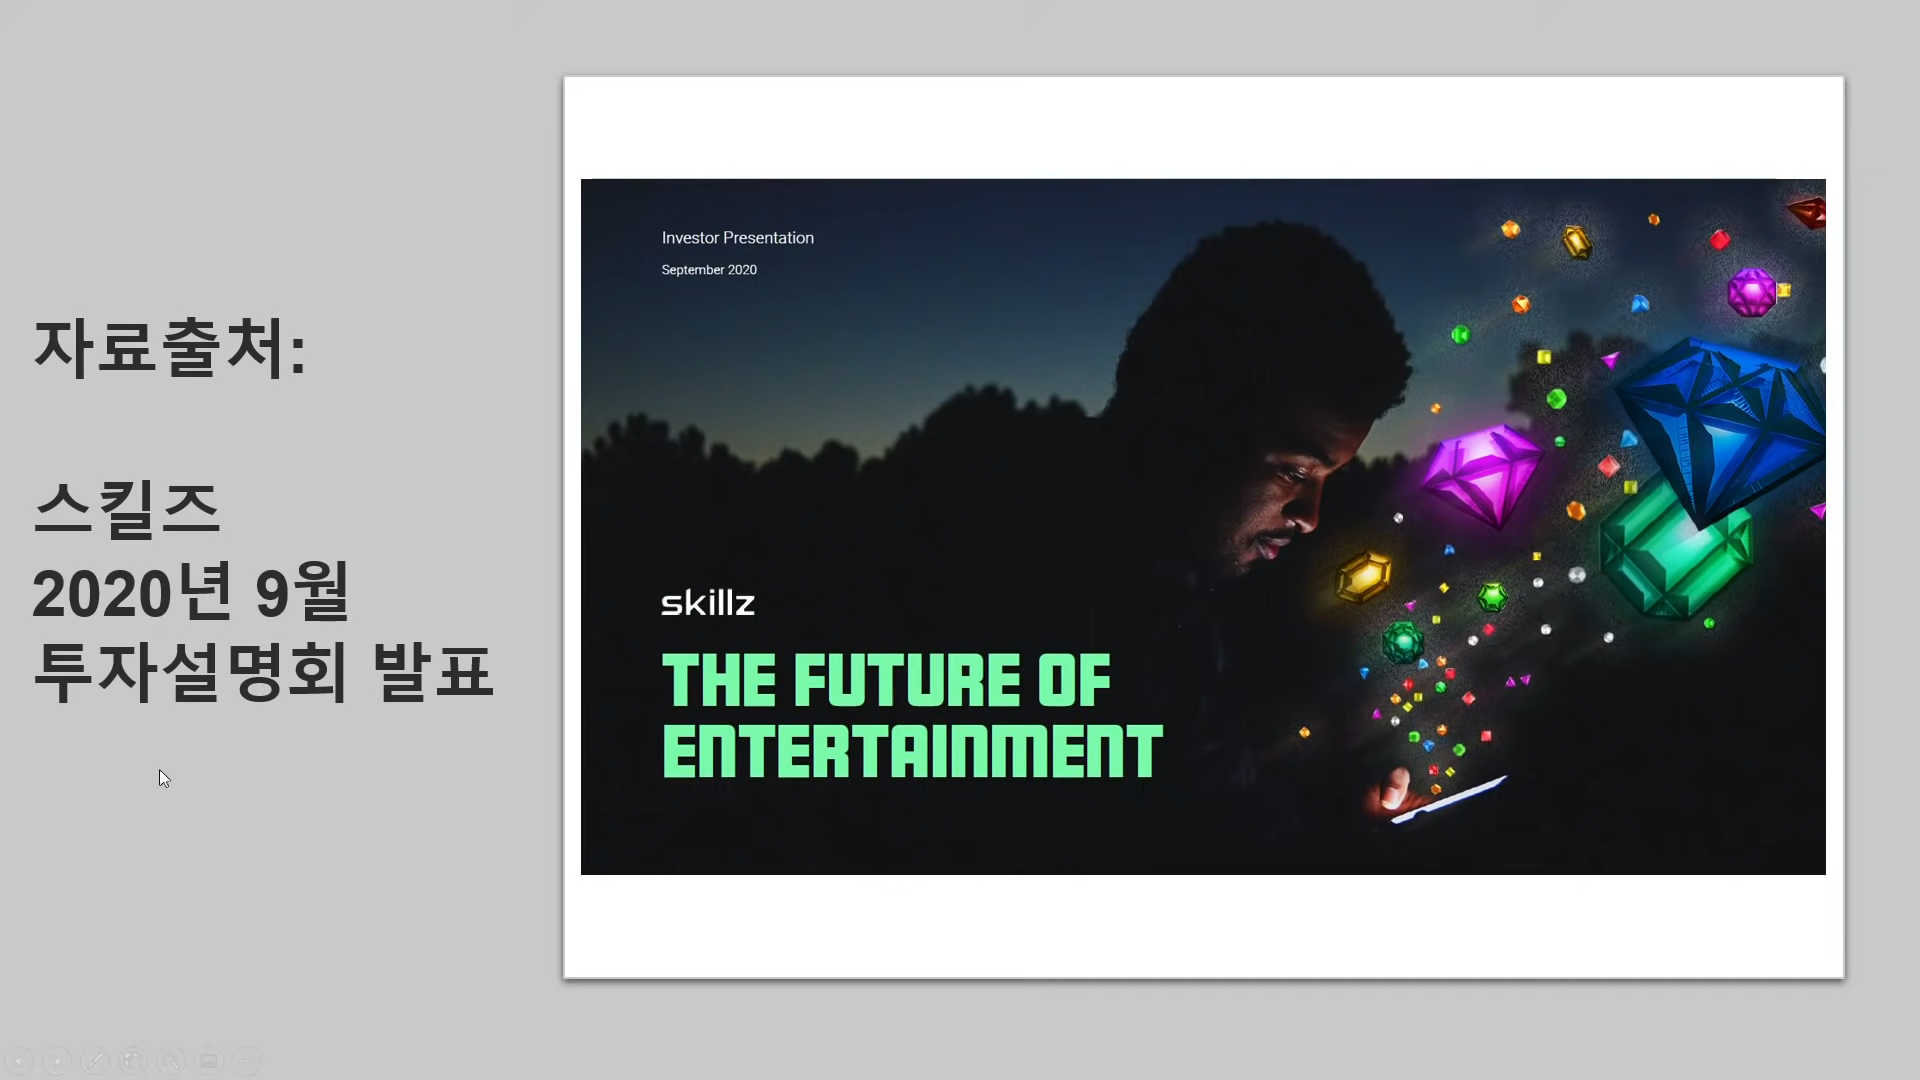 자료출처:
스킬즈
2020년 9월
투자설명회 발표
Investor Presentation
September 2020
skillz
THE FUTURE OF
ENTERTAINMENT